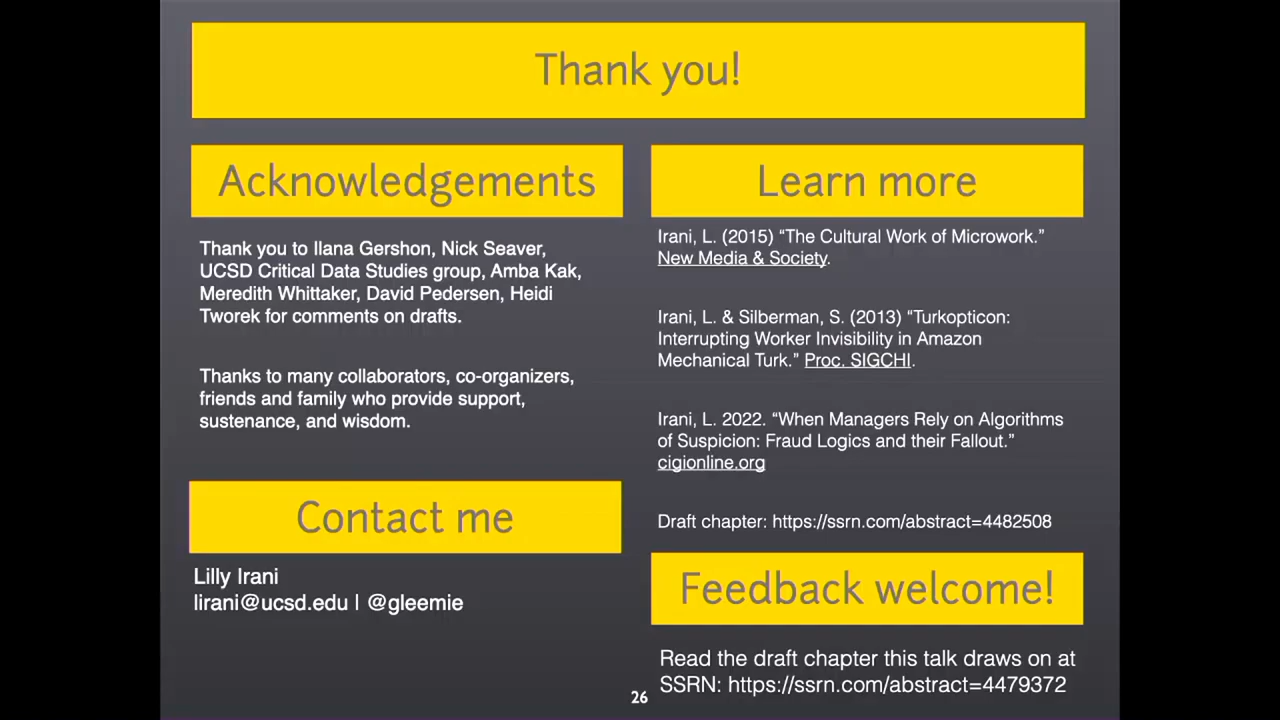 Thank you!
Acknowledgements
Thank you to Ilana Gershon, Nick Seaver,
UCSD Critical Data Studies group, Amba Kak,
Meredith Whittaker, David Pedersen, Heidi
Tworek for comments on drafts.
Thanks to many collaborators, co-organizers,
friends and family who provide support,
sustenance, and wisdom.
Contact me
Lilly Irani
lirani@ucsd.edu | @gleemie
Learn more
Irani, L. (2015) “The Cultural Work of Microwork.”
New Media & Society.
Irani, L. & Silberman, S. (2013) “Turkopticon:
Interrupting Worker Invisibility in Amazon
Mechanical Turk.” Proc. SIGCHI.
Irani, L. 2022. “When Managers Rely on Algorithms
of Suspicion: Fraud Logics and their Fallout.”
cigionline.org
Draft chapter: https://ssrn.com/abstract=4482508
Feedback welcome!
Read the draft chapter this talk draws on at
SSRN: https://ssrn.com/abstract=4479372
26